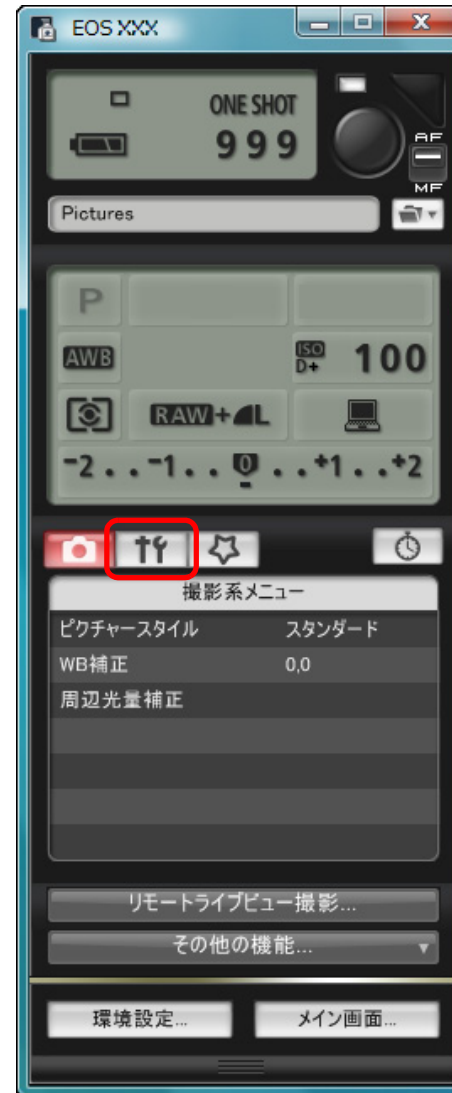 EOS XXX
ONE SHOT
999
AF
MF
Pictures
P
AWB
ISO
D+
100
RAW+L
-2..-1..0..+1..+2
撮影系メニュー
ピクチャースタイル スタンダード
WB補正 0,0
周辺光量補正
リモートライブビュー撮影...
その他の機能...
環境設定...
メイン画面...